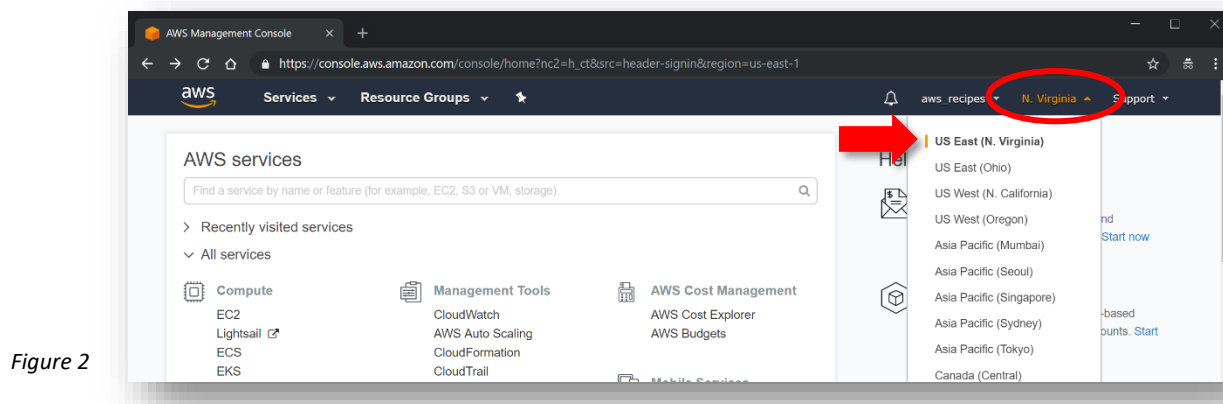 AWS Management Console
https://console.aws.amazon.com/console/home?nc2=h_ct&src=header-signin&region=us-east-1
aws Services Resource Groups aws_recipes N. Virginia Support
AWS services
Find a service by name or feature (for example, EC2, S3 or VM, storage).
Recently visited services
All services
Compute
EC2
Lightsail
ECS
EKS
Management Tools
CloudWatch
AWS Auto Scaling
CloudFormation
CloudTrail
AWS Cost Management
AWS Cost Explorer
AWS Budgets
Mobile Services
Hel
nd
Start now
-based
ounts. Start
US East (N. Virginia)
US East (Ohio)
US West (N. California)
US West (Oregon)
Asia Pacific (Mumbai)
Asia Pacific (Seoul)
Asia Pacific (Singapore)
Asia Pacific (Sydney)
Asia Pacific (Tokyo)
Canada (Central)
Figure 2